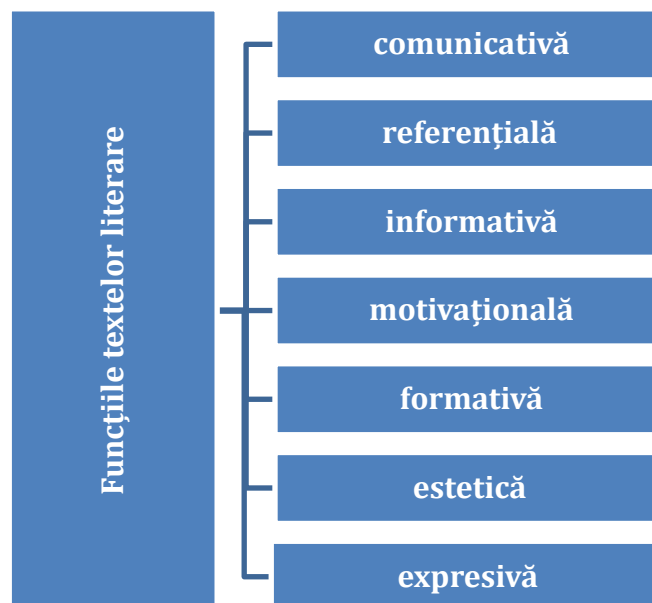 Funcțiile textelor literare
comunicativă
referențială
informativă
motivațională
formativă
estetică
expresivă